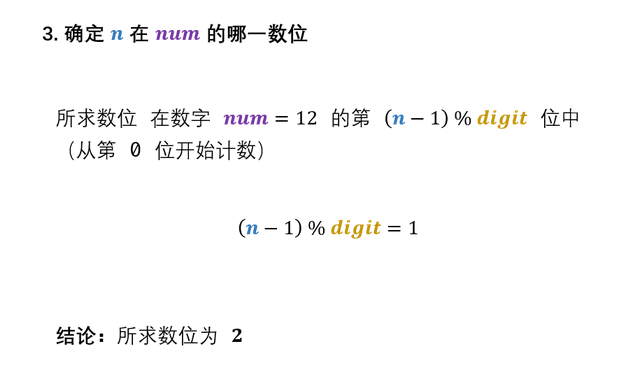 3. 确定 n 在 num 的哪一数位
所求数位 在数字 num = 12 的第 (n − 1) % digit 位中
（从第 0 位开始计数）
(n − 1) % digit = 1
结论：所求数位为 2